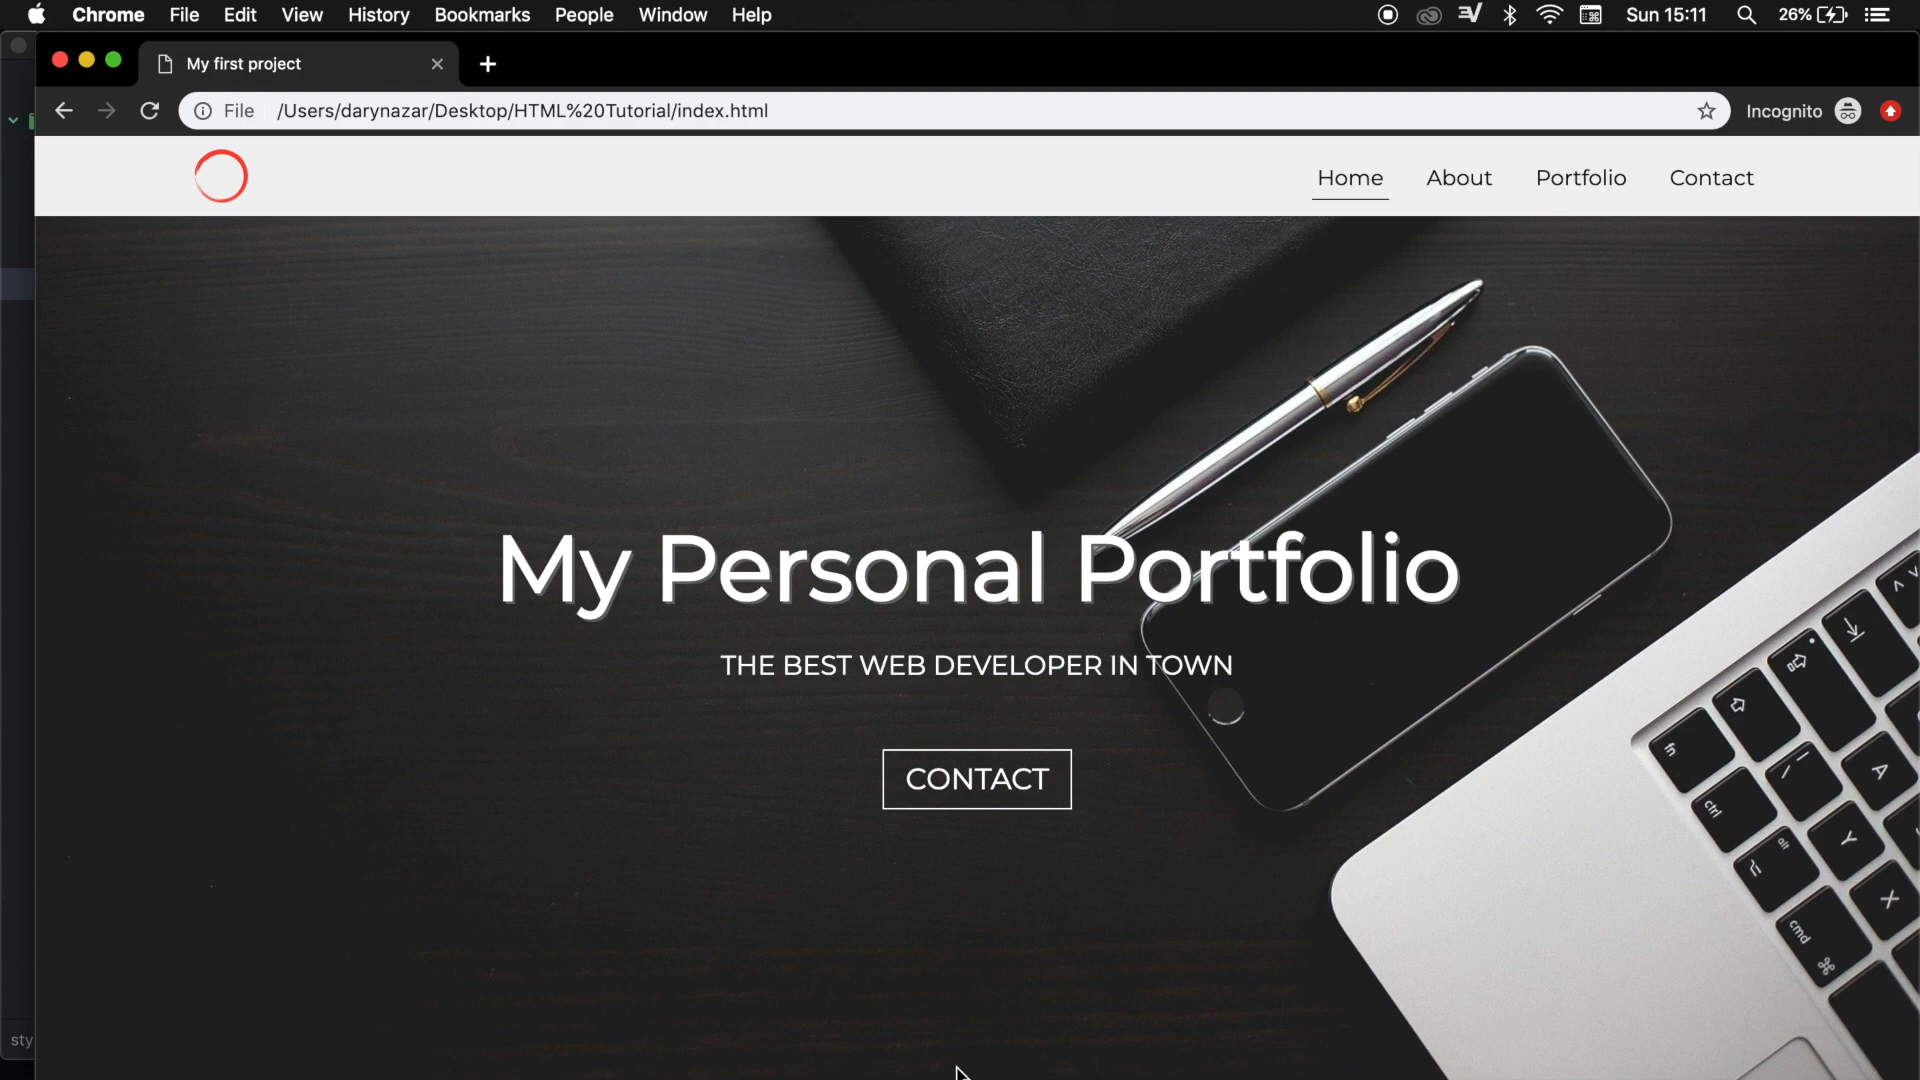 Chrome File Edit View History Bookmarks People Window Help Sun 15:11 26%
My first project
File /Users/darynazar/Desktop/HTML%20Tutorial/index.html Incognito
Home About Portfolio Contact
My Personal Portfolio
THE BEST WEB DEVELOPER IN TOWN
CONTACT
fn
A
ctrl
Y
alt
X
cmd
sty